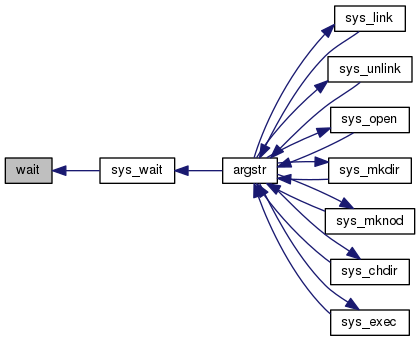 sys_link
sys_unlink
sys_open
wait
sys_wait
argstr
sys_mkdir
sys_mknod
sys_chdir
sys_exec